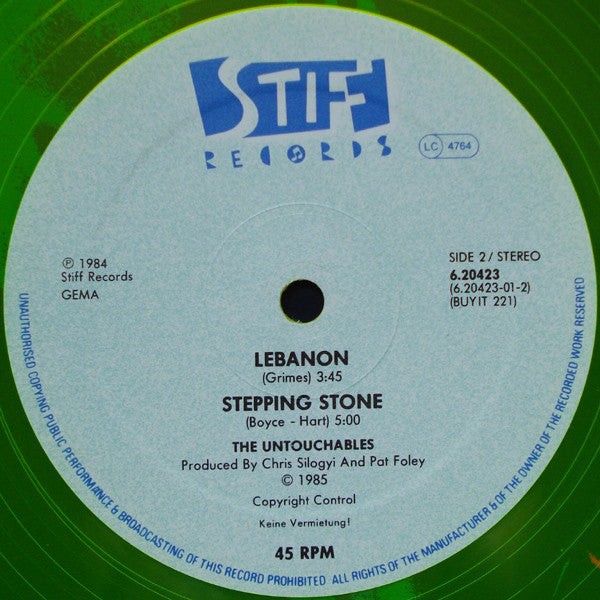 STIFF
RECORDS
LC 4764
℗ 1984
Stiff Records
GEMA
SIDE 2/ STEREO
6.20423
(6.20423-01-2)
(BUY IT 221)
LEBANON
(Grimes) 3:45
STEPPING STONE
(Boyce - Hart) 5:00
THE UNTOUCHABLES
Produced By Chris Silogyi And Pat Foley
© 1985
Copyright Control
Keine Vermietung!
45 RPM
UNAUTHORISED COPYING PUBLIC PERFORMANCE & BROADCASTING OF THIS RECORD PROHIBITED ALL RIGHTS OF THE MANUFACTURER & OF THE OWNER OF THE RECORDED WORK RESERVED